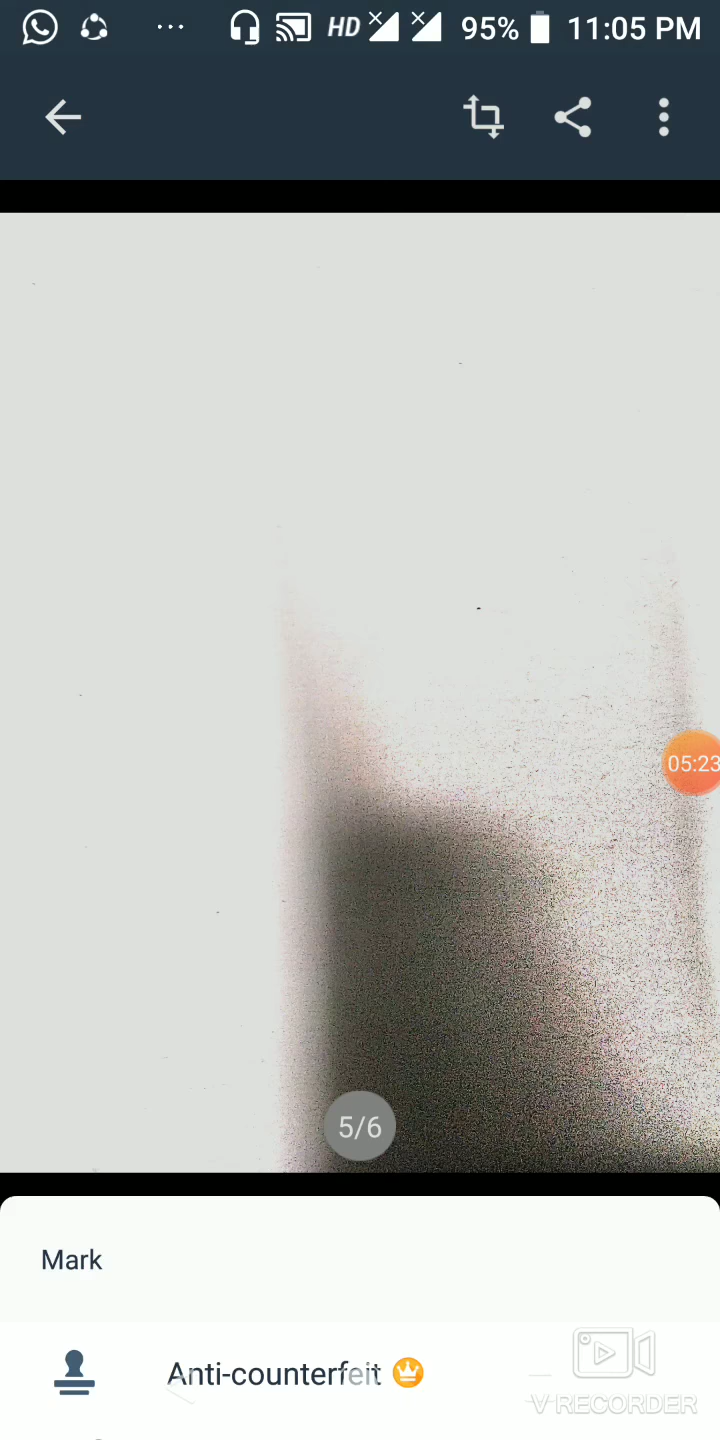 HD 95% 11:05 PM
05:23
5/6
Mark
Anti-counterfeit
V RECORDER